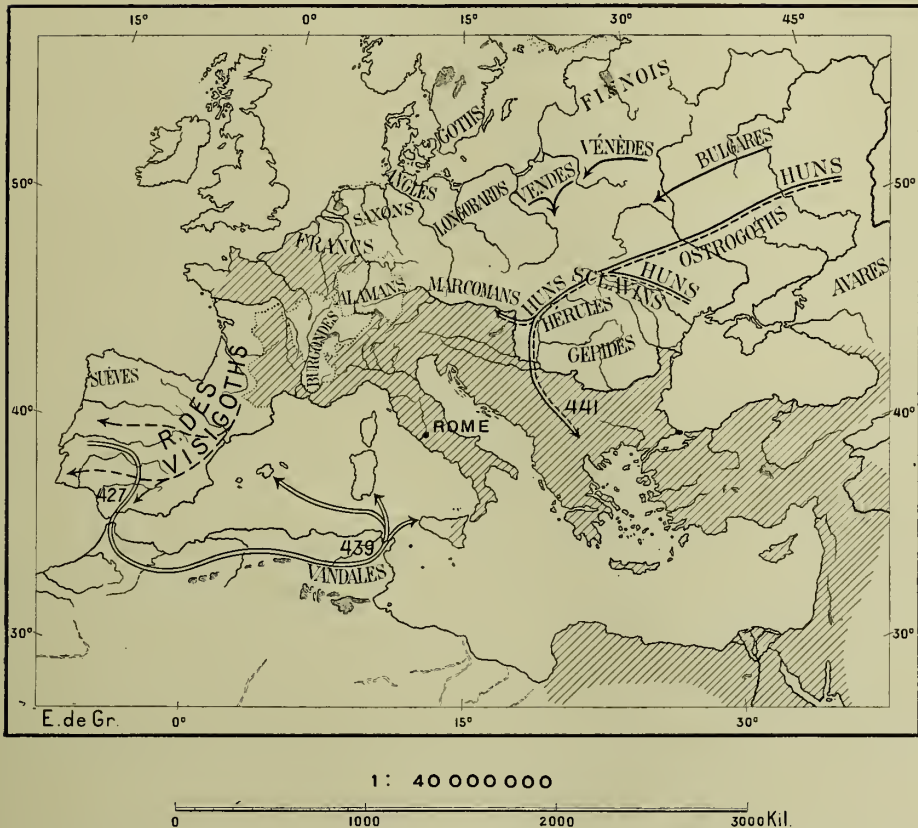 15° 0° 15° 30° 45°
FINNOIS
GOTHS
VÉNÈDES
BULGARES
50° 50°
ANGLES
LONGOBARDS
VENDES
HUNS
SAXONS
FRANCS
OSTROGOTHS
ALAMANS
MARCOMANS
HUNS
SCLAVINS
HUNS
AVARES
HÉRULES
BURGONDES
GÉPIDES
SUÈVES
RIDES
VISIGOTHS
40° 441 40°
ROME
427
439
VANDALES
30° 30°
E. de Gr. 0° 15° 30°
1: 40 000 000
0 1000 2000 3000 Kil.